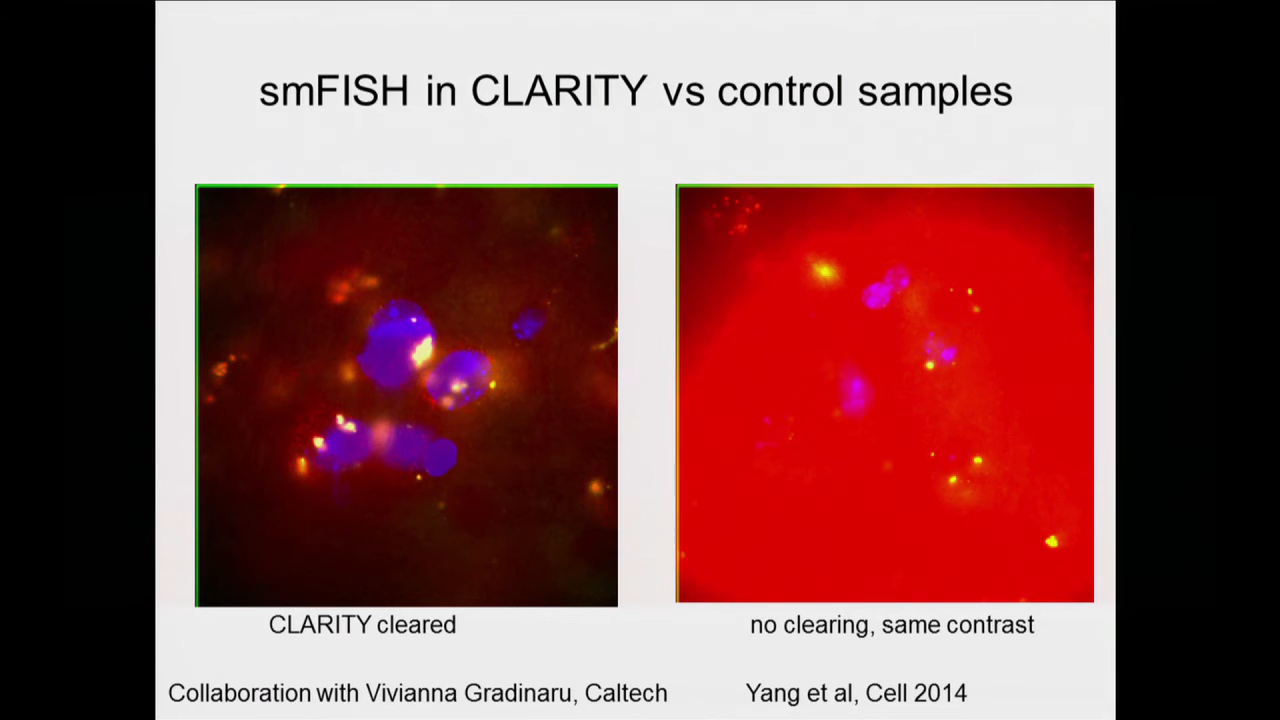 smFISH in CLARITY vs control samples
CLARITY cleared
no clearing, same contrast
Collaboration with Vivianna Gradinaru, Caltech
Yang et al, Cell 2014